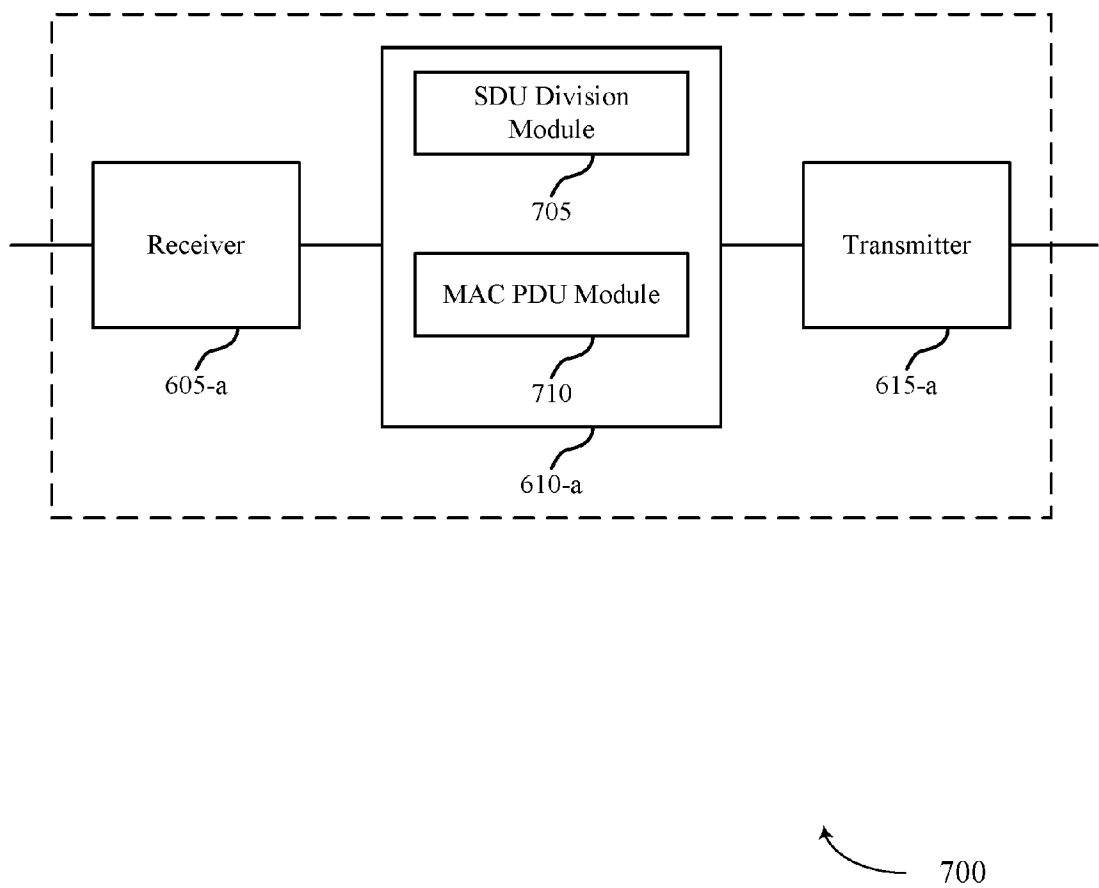 SDU Division
Module
705
Receiver
Transmitter
MAC PDU Module
605-a
710
615-a
610-a
700